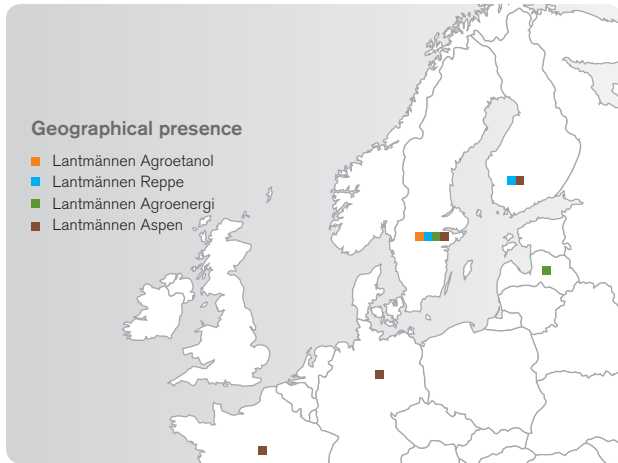 Geographical presence
Lantmännen Agroetanol
Lantmännen Reppe
Lantmännen Agroenergi
Lantmännen Aspen